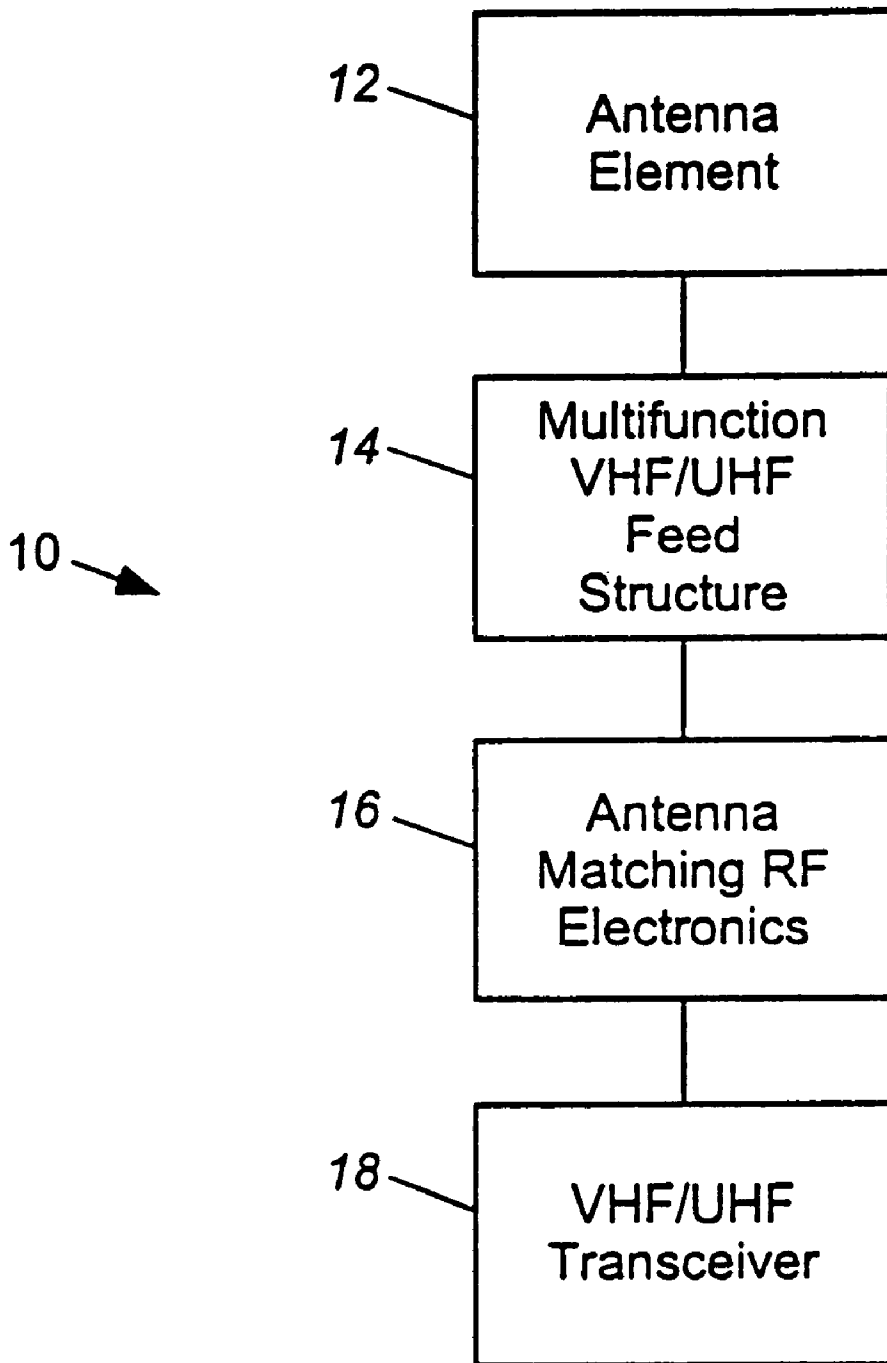 12
Antenna
Element
14
Multifunction
VHF/UHF
Feed
Structure
10
16
Antenna
Matching RF
Electronics
18
VHF/UHF
Transceiver